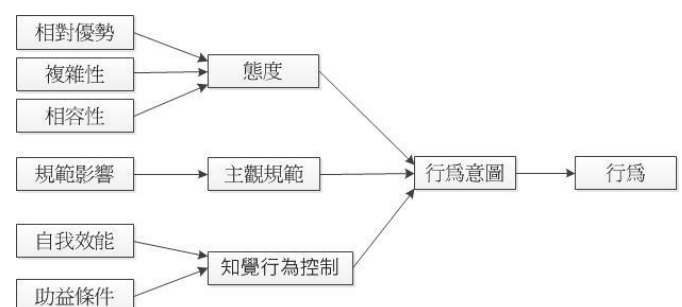 相對優勢
複雜性
相容性
態度
規範影響
主觀規範
行為意圖
行為
自我效能
助益條件
知覺行為控制